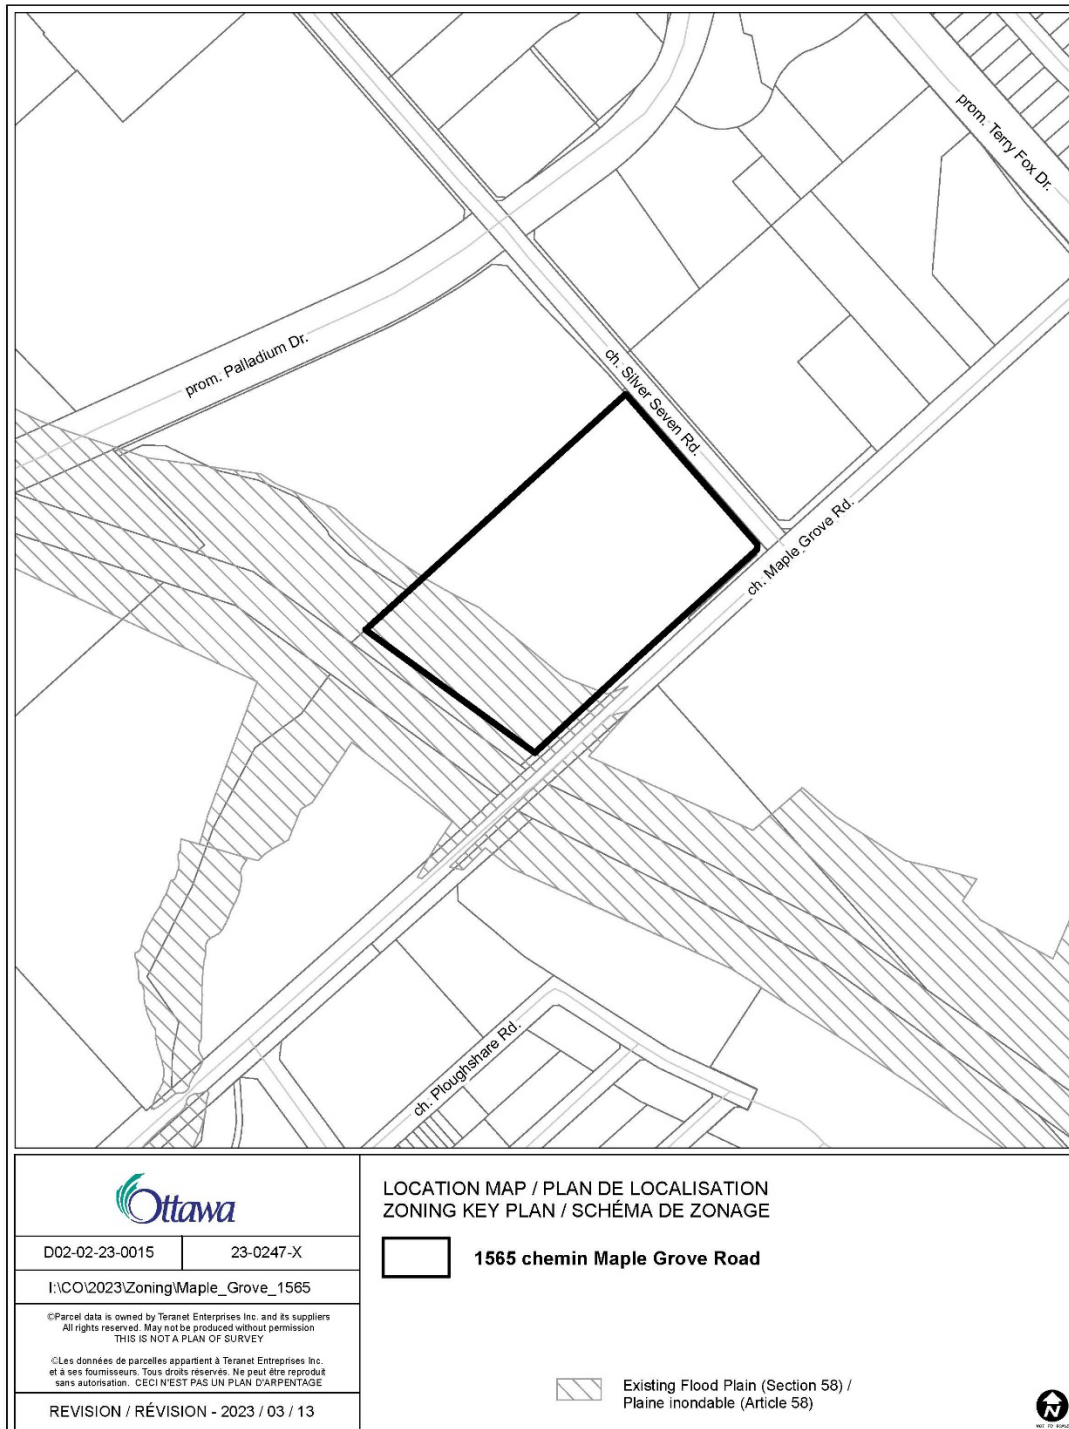 prom. Terry Fox Dr.
prom. Palladium Dr.
ch. Silver Seven Rd.
ch. Maple Grove Rd.
ch. Ploughshare Rd.
Ottawa
D02-02-23-0015
23-0247-X
I:\CO\2023\Zoning\Maple_Grove_1565
©Parcel data is owned by Teranet Enterprises Inc. and its suppliers
All rights reserved. May not be produced without permission
THIS IS NOT A PLAN OF SURVEY
©Les données de parcelles appartient à Teranet Entreprises Inc.
et à ses fournisseurs. Tous droits réservés. Ne peut être reproduit
sans autorisation. CECI N'EST PAS UN PLAN D'ARPENTAGE
REVISION / RÉVISION - 2023 / 03 / 13
LOCATION MAP / PLAN DE LOCALISATION
ZONING KEY PLAN / SCHÉMA DE ZONAGE
1565 chemin Maple Grove Road
Existing Flood Plain (Section 58) /
Plaine inondable (Article 58)
N
NOT TO SCALE